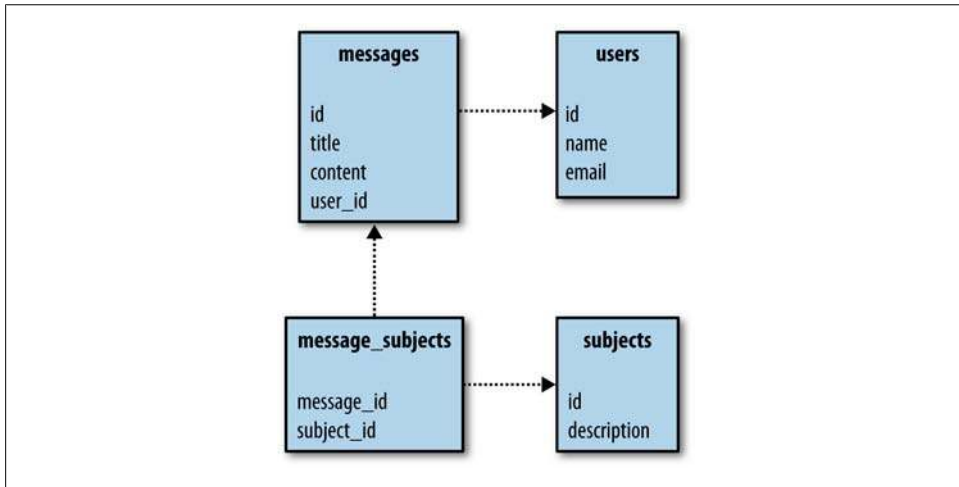 messages
id
title
content
user_id
users
id
name
email
message_subjects
message_id
subject_id
subjects
id
description